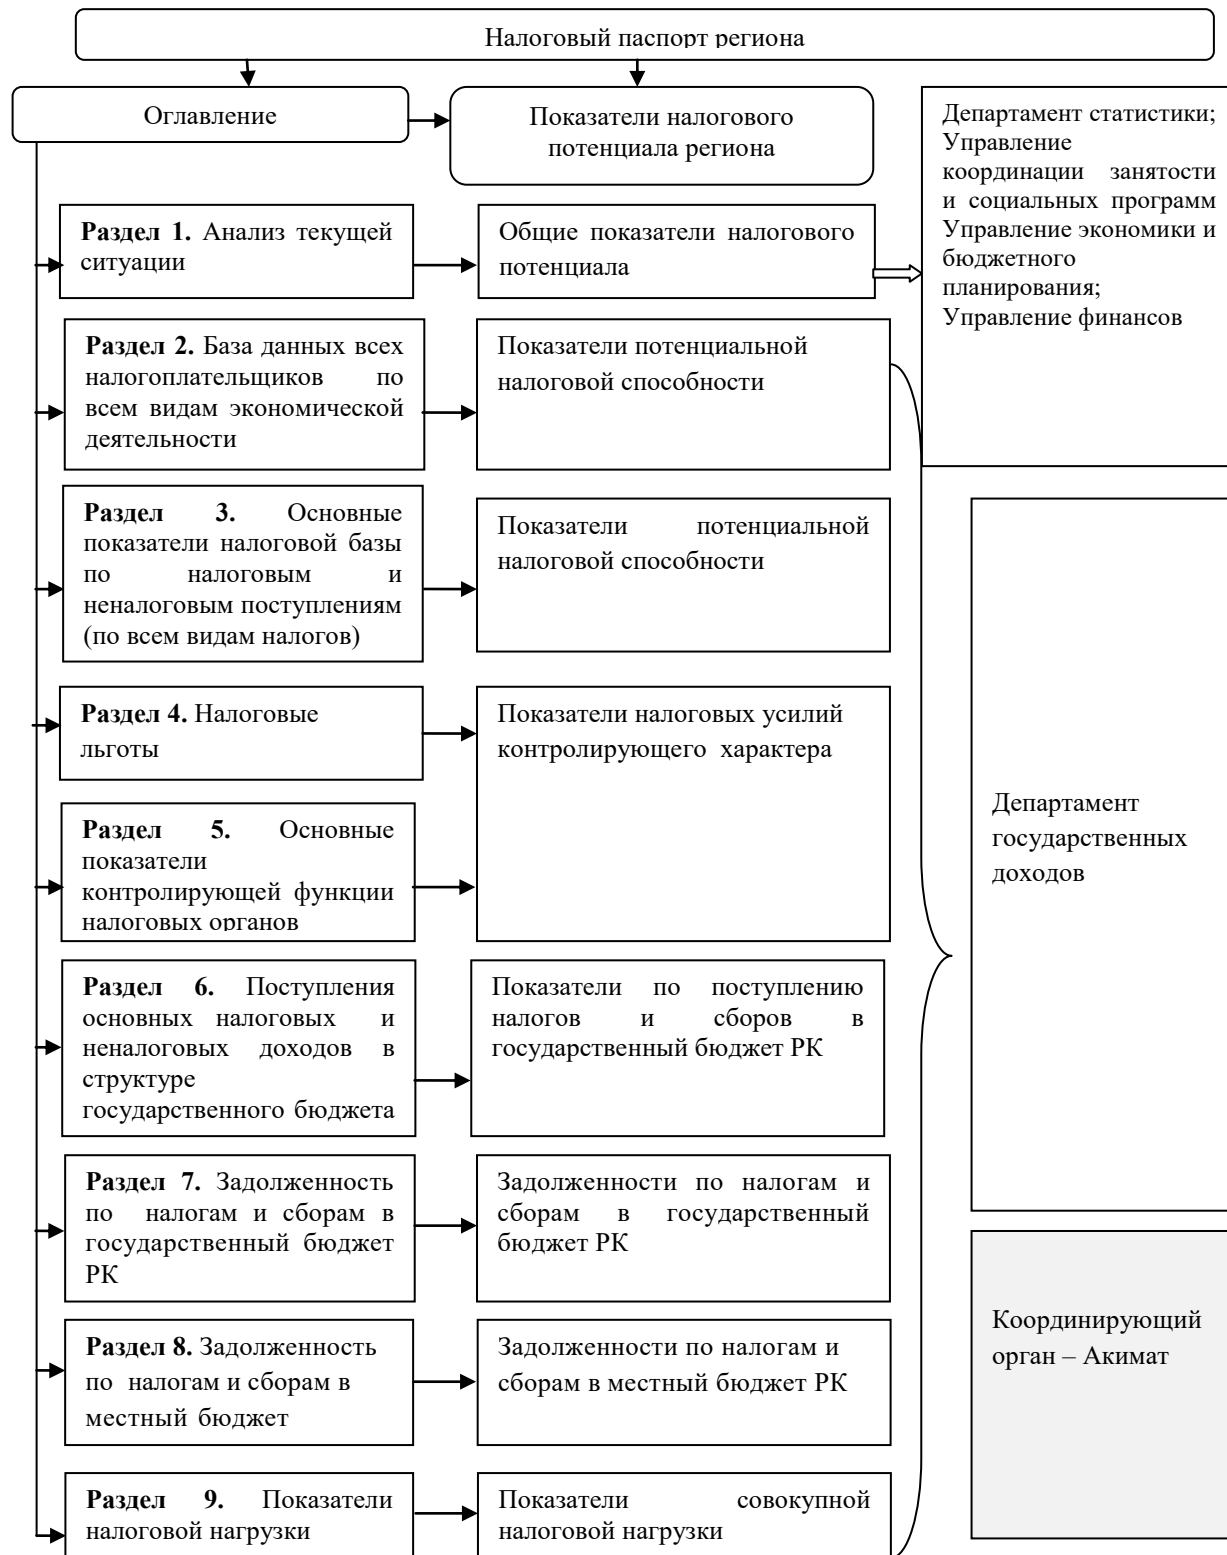 Налоговый паспорт региона
Оглавление
Показатели налогового
потенциала региона
Департамент статистики;
Управление
координации занятости
и социальных программ
Управление экономики и
бюджетного
планирования;
Управление финансов
Раздел 1. Анализ текущей
ситуации
Общие показатели налогового
потенциала
Раздел 2. База данных всех
налогоплательщиков по
всем видам экономической
деятельности
Показатели потенциальной
налоговой способности
Раздел 3. Основные
показатели налоговой базы
по налоговым и
неналоговым поступлениям
(по всем видам налогов)
Показатели потенциальной
налоговой способности
Раздел 4. Налоговые
льготы
Показатели налоговых усилий
контролирующего характера
Раздел 5. Основные
показатели
контролирующей функции
налоговых органов
Департамент
государственных
доходов
Раздел 6. Поступления
основных налоговых и
неналоговых доходов в
структуре
государственного бюджета
Показатели по поступлению
налогов и сборов в
государственный бюджет РК
Раздел 7. Задолженность
по налогам и сборам в
государственный бюджет
РК
Задолженности по налогам и
сборам в государственный
бюджет РК
Раздел 8. Задолженность
по налогам и сборам в
местный бюджет
Задолженности по налогам и
сборам в местный бюджет РК
Координирующий
орган – Акимат
Раздел 9. Показатели
налоговой нагрузки
Показатели совокупной
налоговой нагрузки